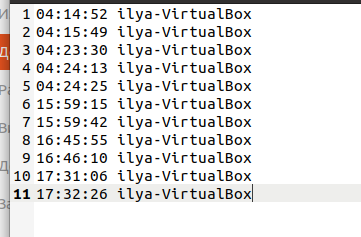 1 04:14:52 ilya-VirtualBox
2 04:15:49 ilya-VirtualBox
3 04:23:30 ilya-VirtualBox
4 04:24:13 ilya-VirtualBox
5 04:24:25 ilya-VirtualBox
6 15:59:15 ilya-VirtualBox
7 15:59:42 ilya-VirtualBox
8 16:45:55 ilya-VirtualBox
9 16:46:10 ilya-VirtualBox
10 17:31:06 ilya-VirtualBox
11 17:32:26 ilya-VirtualBox